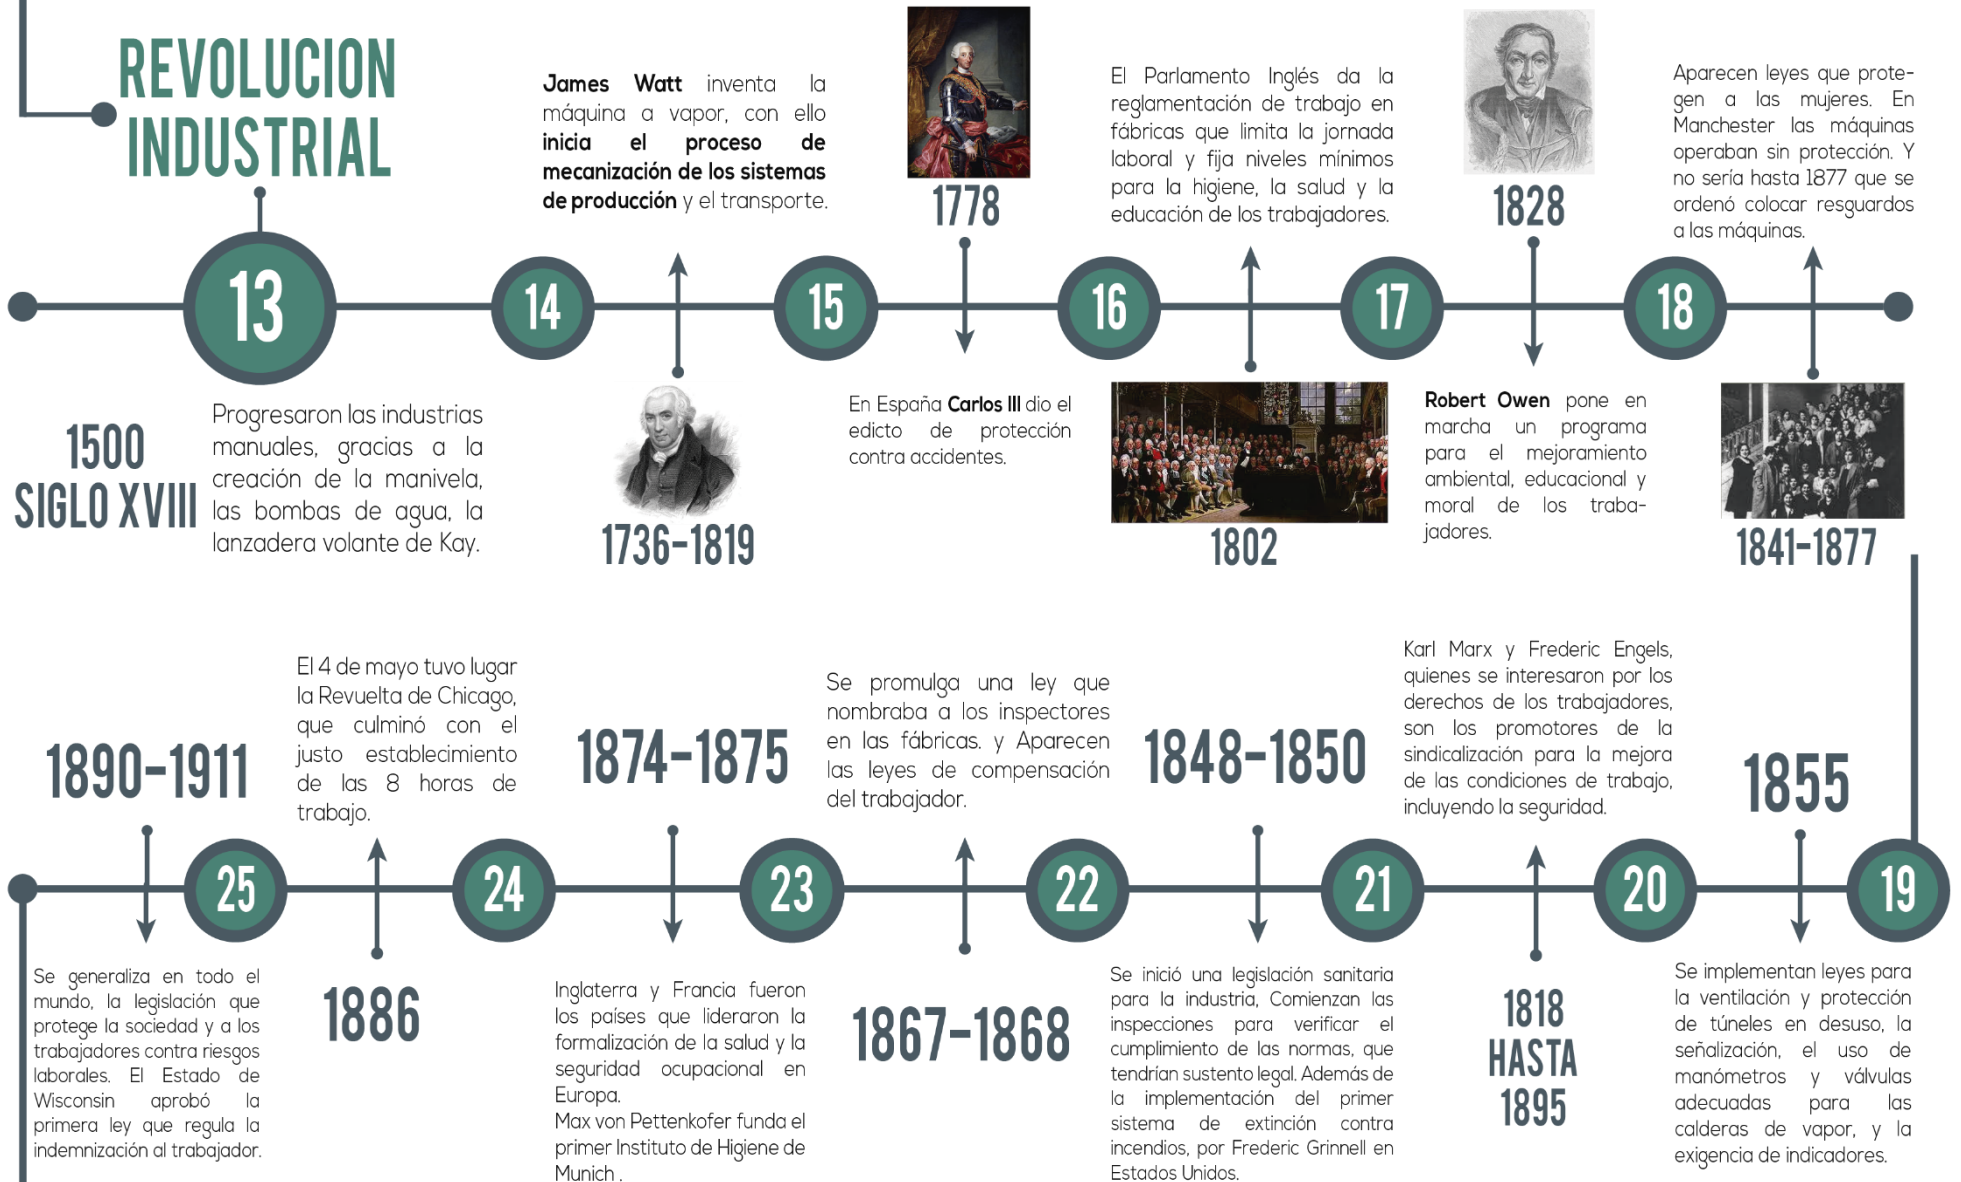 REVOLUCION
INDUSTRIAL
13
1500
SIGLO XVIII
Progresaron las industrias
manuales, gracias a la
creación de la manivela,
las bombas de agua, la
lanzadera volante de Kay.
14
James Watt inventa la
máquina a vapor, con ello
inicia el proceso de
mecanización de los sistemas
de producción y el transporte.
1736-1819
15
1778
En España Carlos III dio el
edicto de protección
contra accidentes.
16
El Parlamento Inglés da la
reglamentación de trabajo en
fábricas que limita la jornada
laboral y fija niveles mínimos
para la higiene, la salud y la
educación de los trabajadores.
1802
17
1828
Robert Owen pone en
marcha un programa
para el mejoramiento
ambiental, educacional y
moral de los traba-
jadores.
18
Aparecen leyes que prote-
gen a las mujeres. En
Manchester las máquinas
operaban sin protección. Y
no sería hasta 1877 que se
ordenó colocar resguardos
a las máquinas.
1841-1877
19
1855
Se implementan leyes para
la ventilación y protección
de túneles en desuso, la
señalización, el uso de
manómetros y válvulas
adecuadas para las
calderas de vapor, y la
exigencia de indicadores.
20
Karl Marx y Frederic Engels,
quienes se interesaron por los
derechos de los trabajadores,
son los promotores de la
sindicalización para la mejora
de las condiciones de trabajo,
incluyendo la seguridad.
1818
HASTA
1895
21
1848-1850
Se inició una legislación sanitaria
para la industria, Comienzan las
inspecciones para verificar el
cumplimiento de las normas, que
tendrían sustento legal. Además de
la implementación del primer
sistema de extinción contra
incendios, por Frederic Grinnell en
Estados Unidos.
22
Se promulga una ley que
nombraba a los inspectores
en las fábricas. y Aparecen
las leyes de compensación
del trabajador.
1867-1868
23
1874-1875
Inglaterra y Francia fueron
los países que lideraron la
formalización de la salud y la
seguridad ocupacional en
Europa.
Max von Pettenkofer funda el
primer Instituto de Higiene de
Munich .
24
El 4 de mayo tuvo lugar
la Revuelta de Chicago,
que culminó con el
justo establecimiento
de las 8 horas de
trabajo.
1886
25
1890-1911
Se generaliza en todo el
mundo, la legislación que
protege la sociedad y a los
trabajadores contra riesgos
laborales. El Estado de
Wisconsin aprobó la
primera ley que regula la
indemnización al trabajador.